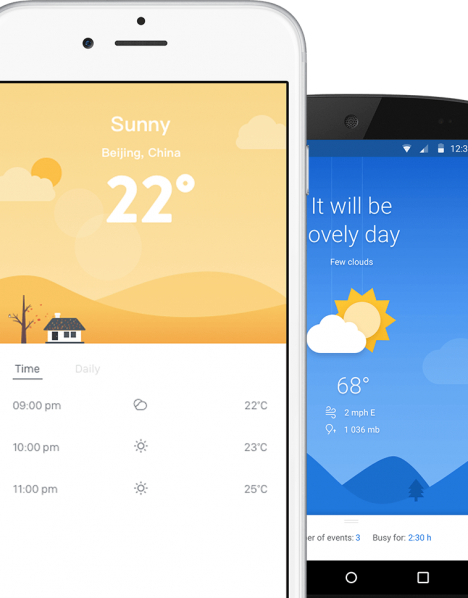 Sunny
Beijing, China
22°
Time Daily
09:00 pm 22°C
10:00 pm 23°C
11:00 pm 25°C
12:3
It will be
ovely day
Few clouds
68°
2 mph E
1 036 mb
er of events: 3 Busy for: 2:30 h